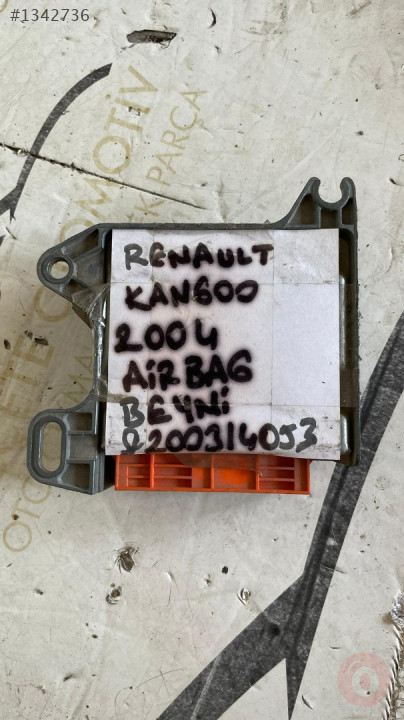 #1342736
RENAULT
KANGOO
2004
AiRBAG
BEYNi
8200314053